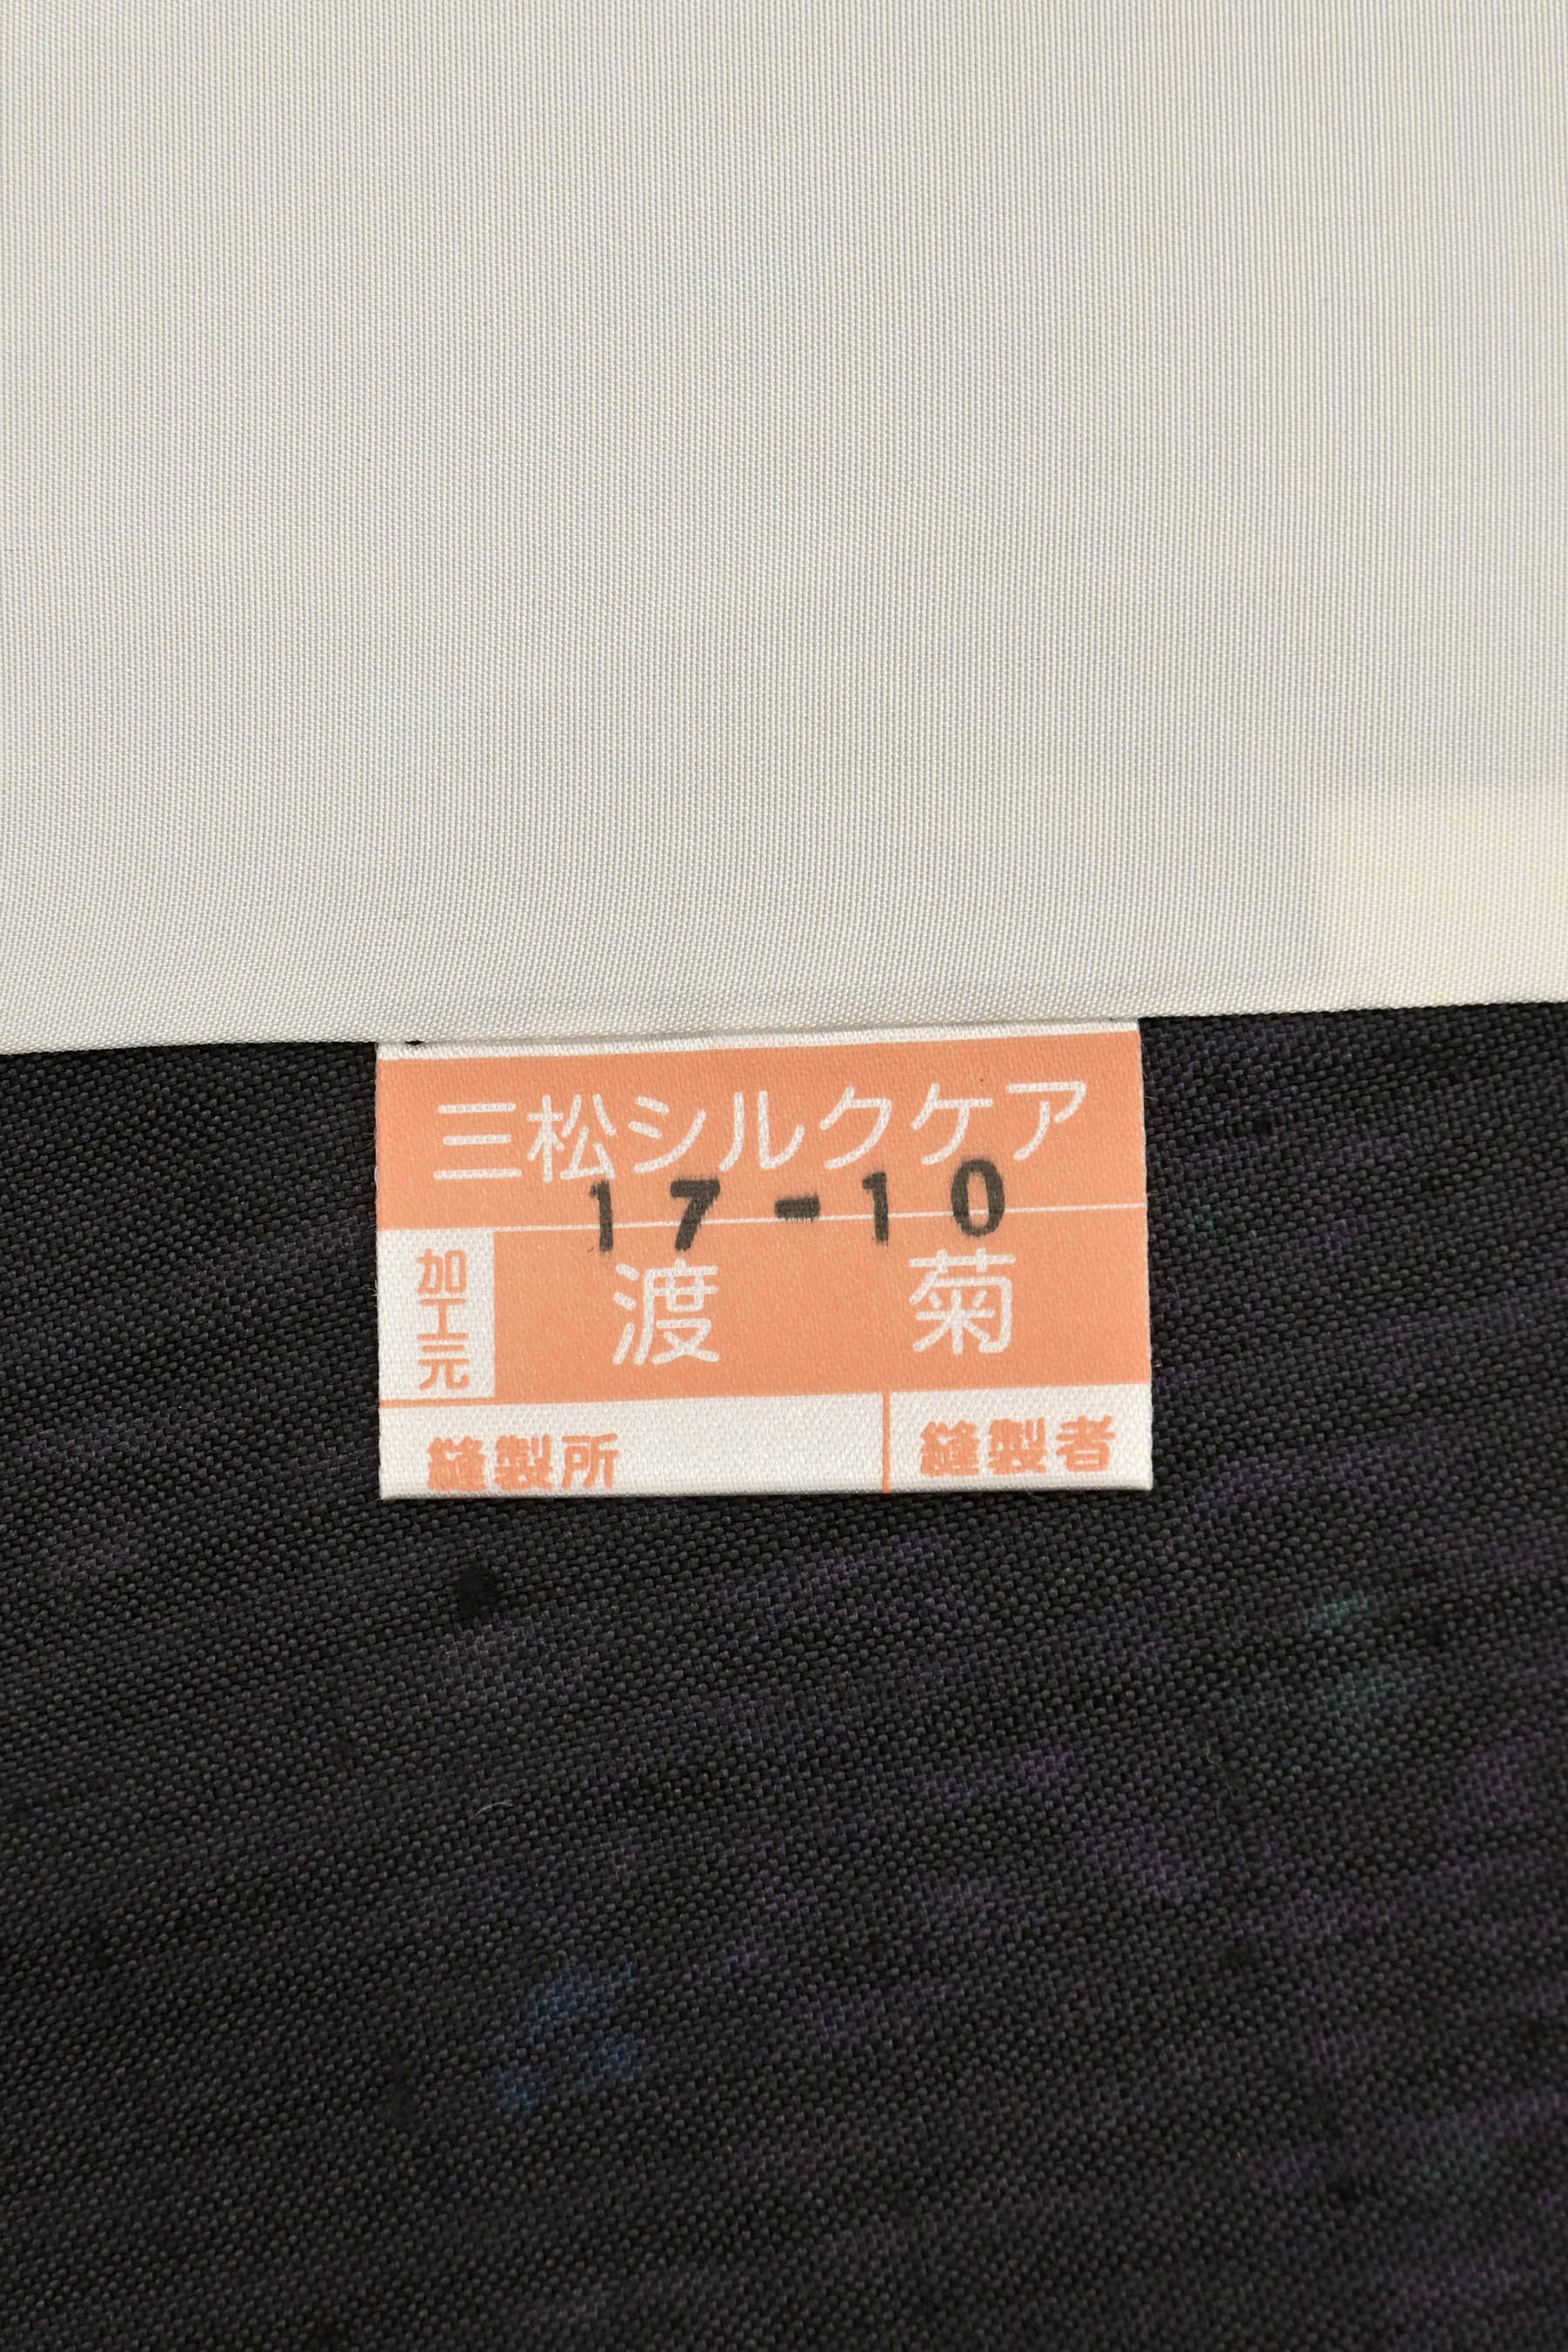 三松シルクケア
17-10
加工元
渡 菊
縫製所 縫製者